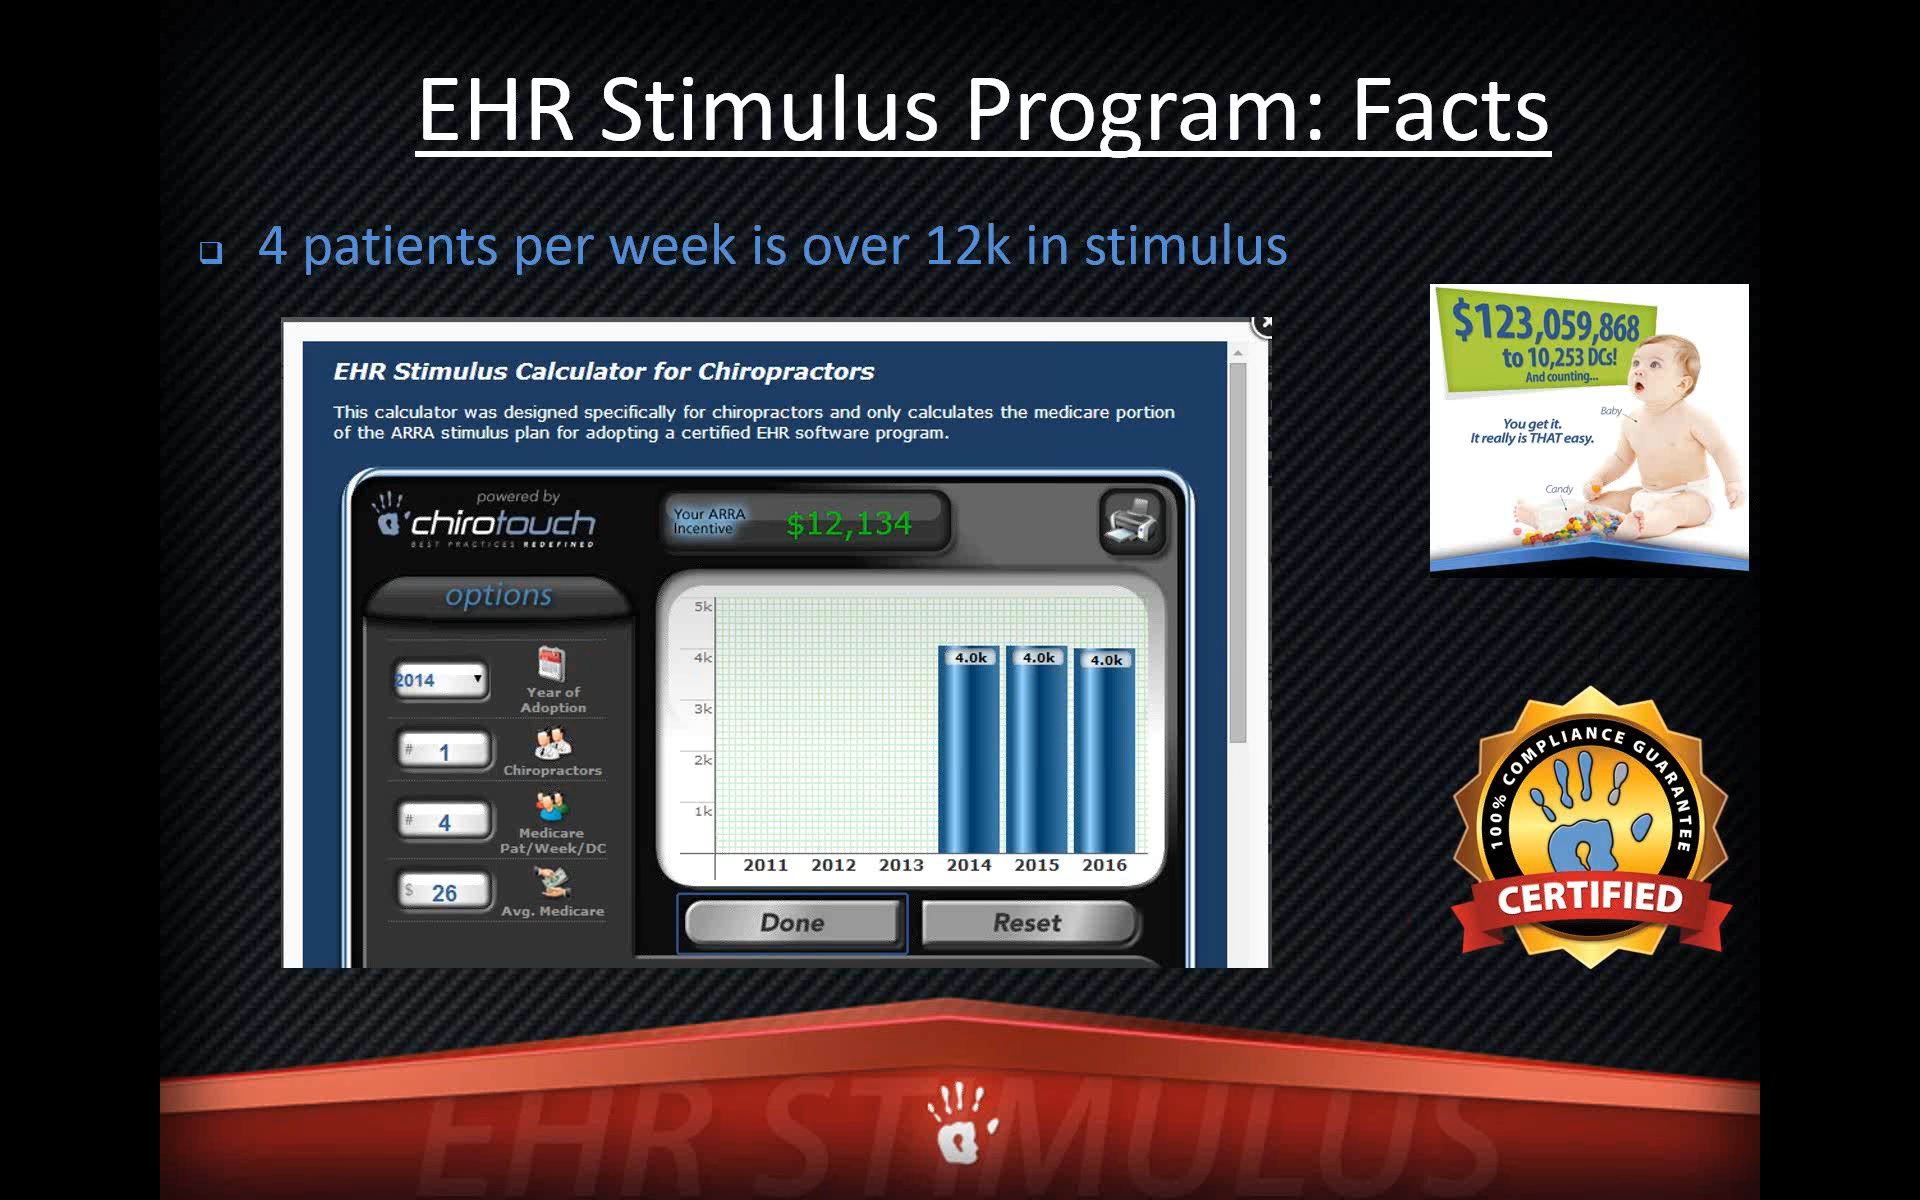 EHR Stimulus Program: Facts
4 patients per week is over 12k in stimulus
EHR Stimulus Calculator for Chiropractors
This calculator was designed specifically for chiropractors and only calculates the medicare portion
of the ARRA stimulus plan for adopting a certified EHR software program.
powered by
chirotouch
BEST PRACTICES REDEFINED
Your ARRA
Incentive
$12,134
options
2014
Year of
Adoption
# 1
Chiropractors
# 4
Medicare
Pat/Week/DC
$ 26
Avg. Medicare
5k
4k
3k
2k
1k
4.0k 4.0k 4.0k
2011 2012 2013 2014 2015 2016
Done Reset
$123,059,868
to 10,253 DCs!
And counting...
Baby
You get it.
It really is THAT easy.
Candy
100% COMPLIANCE GUARANTEE
CERTIFIED
EHR STIMULUS